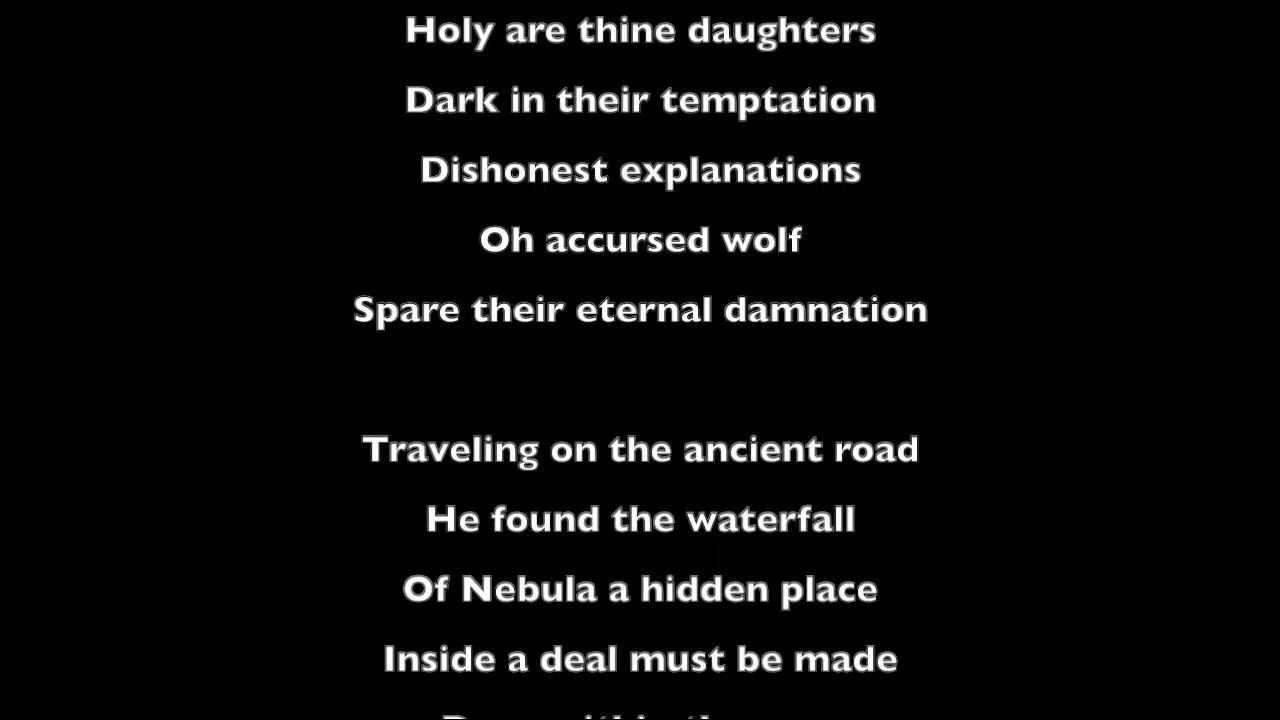 Holy are thine daughters
Dark in their temptation
Dishonest explanations
Oh accursed wolf
Spare their eternal damnation
Traveling on the ancient road
He found the waterfall
Of Nebula a hidden place
Inside a deal must be made